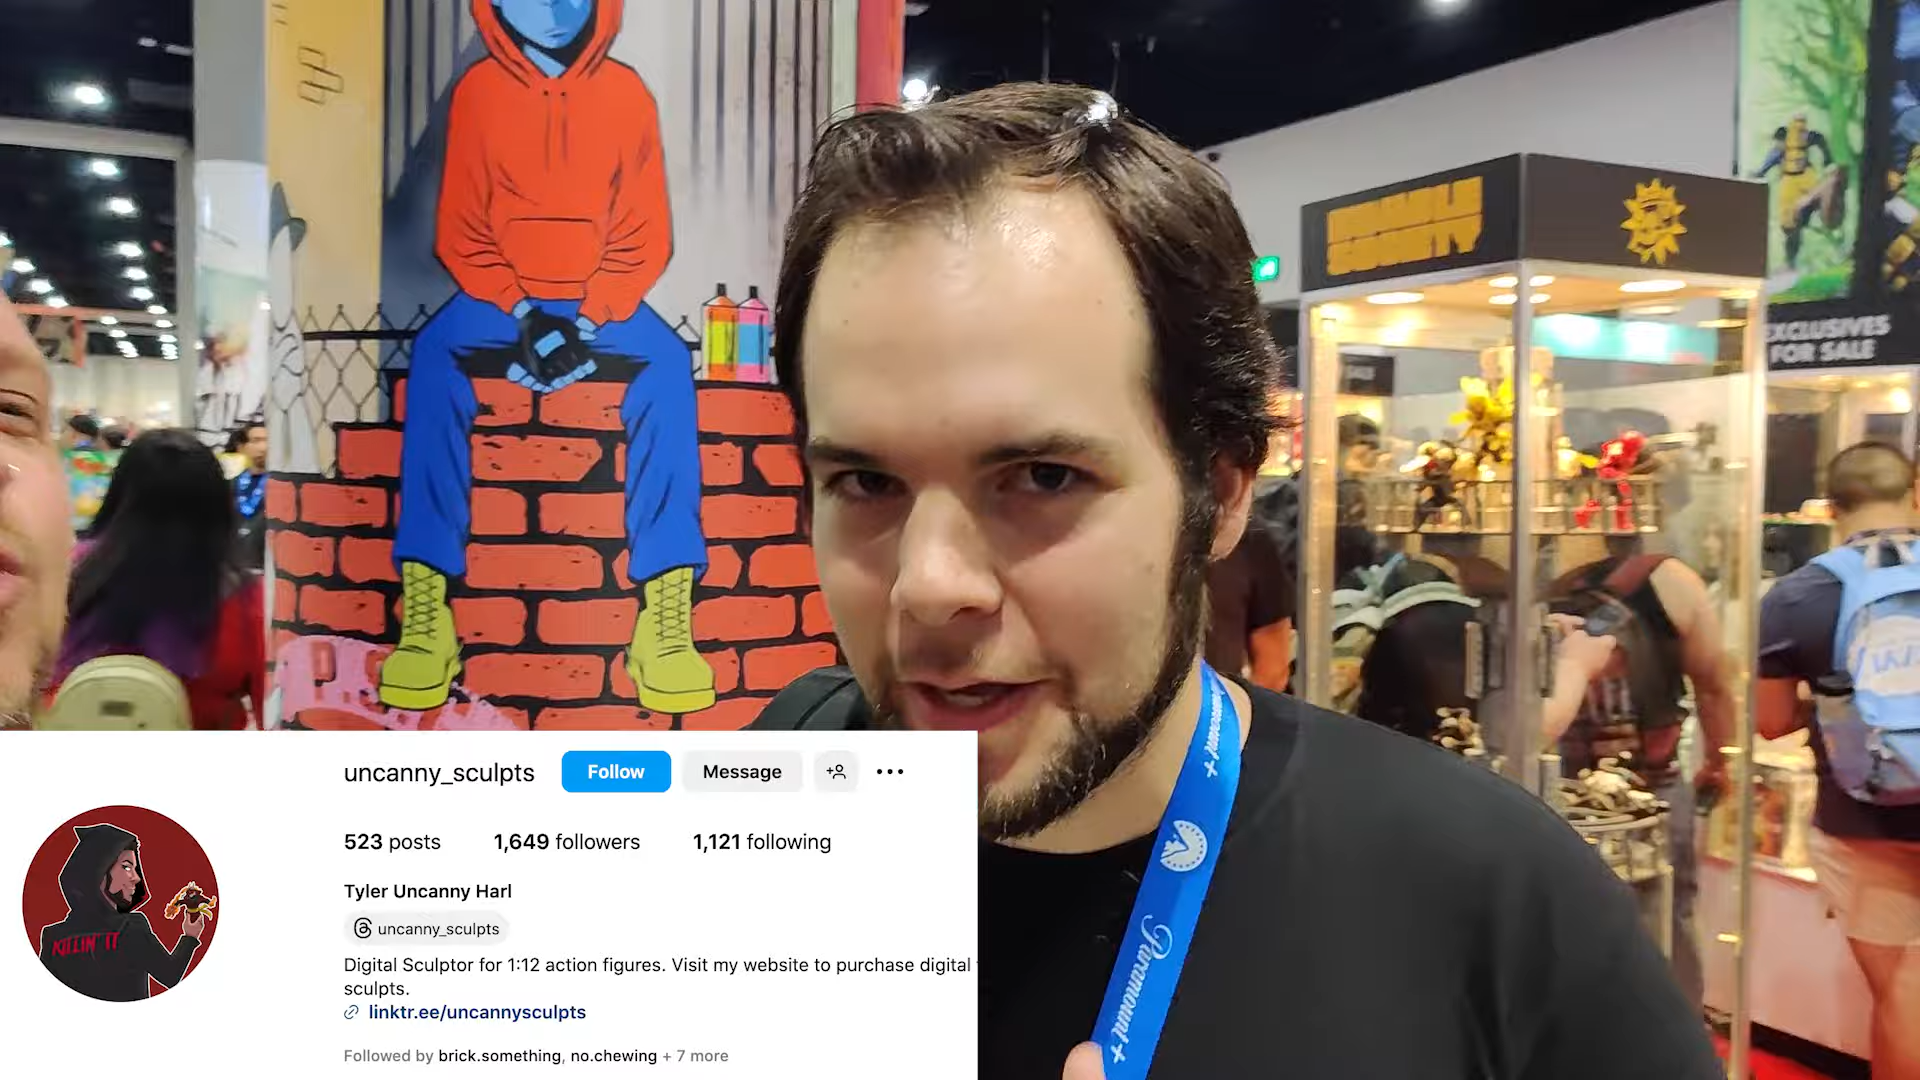 EXCLUSIVES
FOR SALE
Paramount +
Paramount +
uncanny_sculpts
Follow
Message
523 posts
1,649 followers
1,121 following
KILLIN' IT
Tyler Uncanny Harl
uncanny_sculpts
Digital Sculptor for 1:12 action figures. Visit my website to purchase digital
sculpts.
linktr.ee/uncannysculpts
Followed by brick.something, no.chewing + 7 more